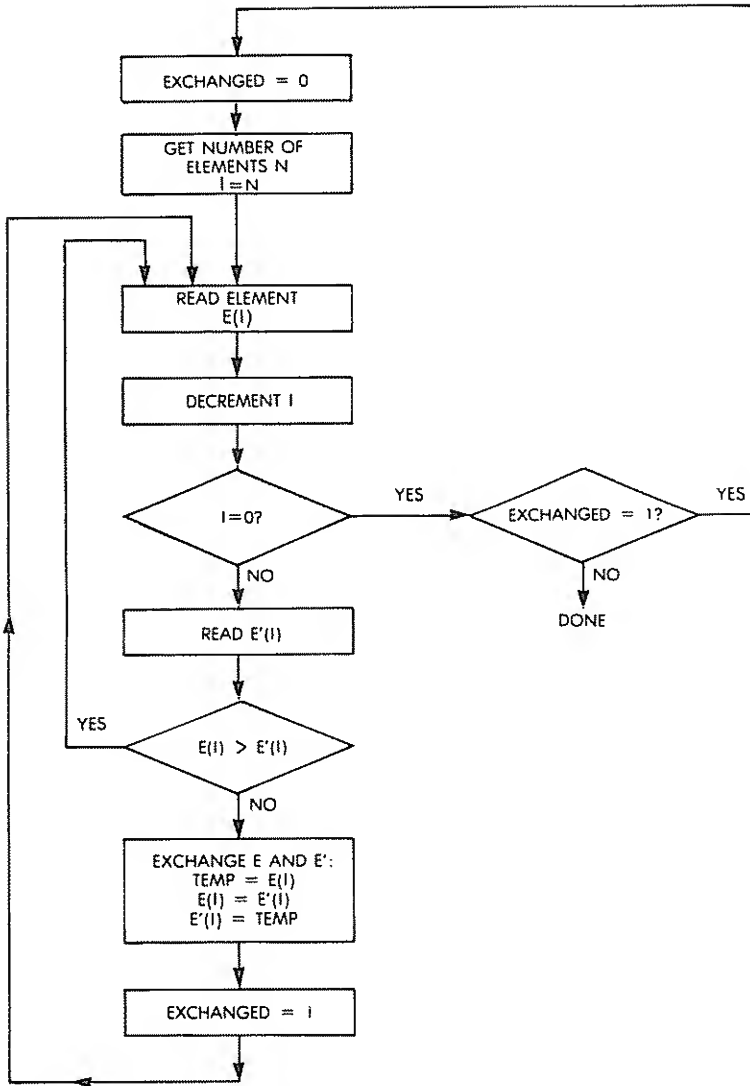 EXCHANGED = 0
GET NUMBER OF
ELEMENTS N
I=N
READ ELEMENT
E(I)
DECREMENT I
I=0?
YES
EXCHANGED = 1?
YES
NO
NO
DONE
READ E'(I)
YES
E(I) > E'(I)
NO
EXCHANGE E AND E':
TEMP = E(I)
E(I) = E'(I)
E'(I) = TEMP
EXCHANGED = 1